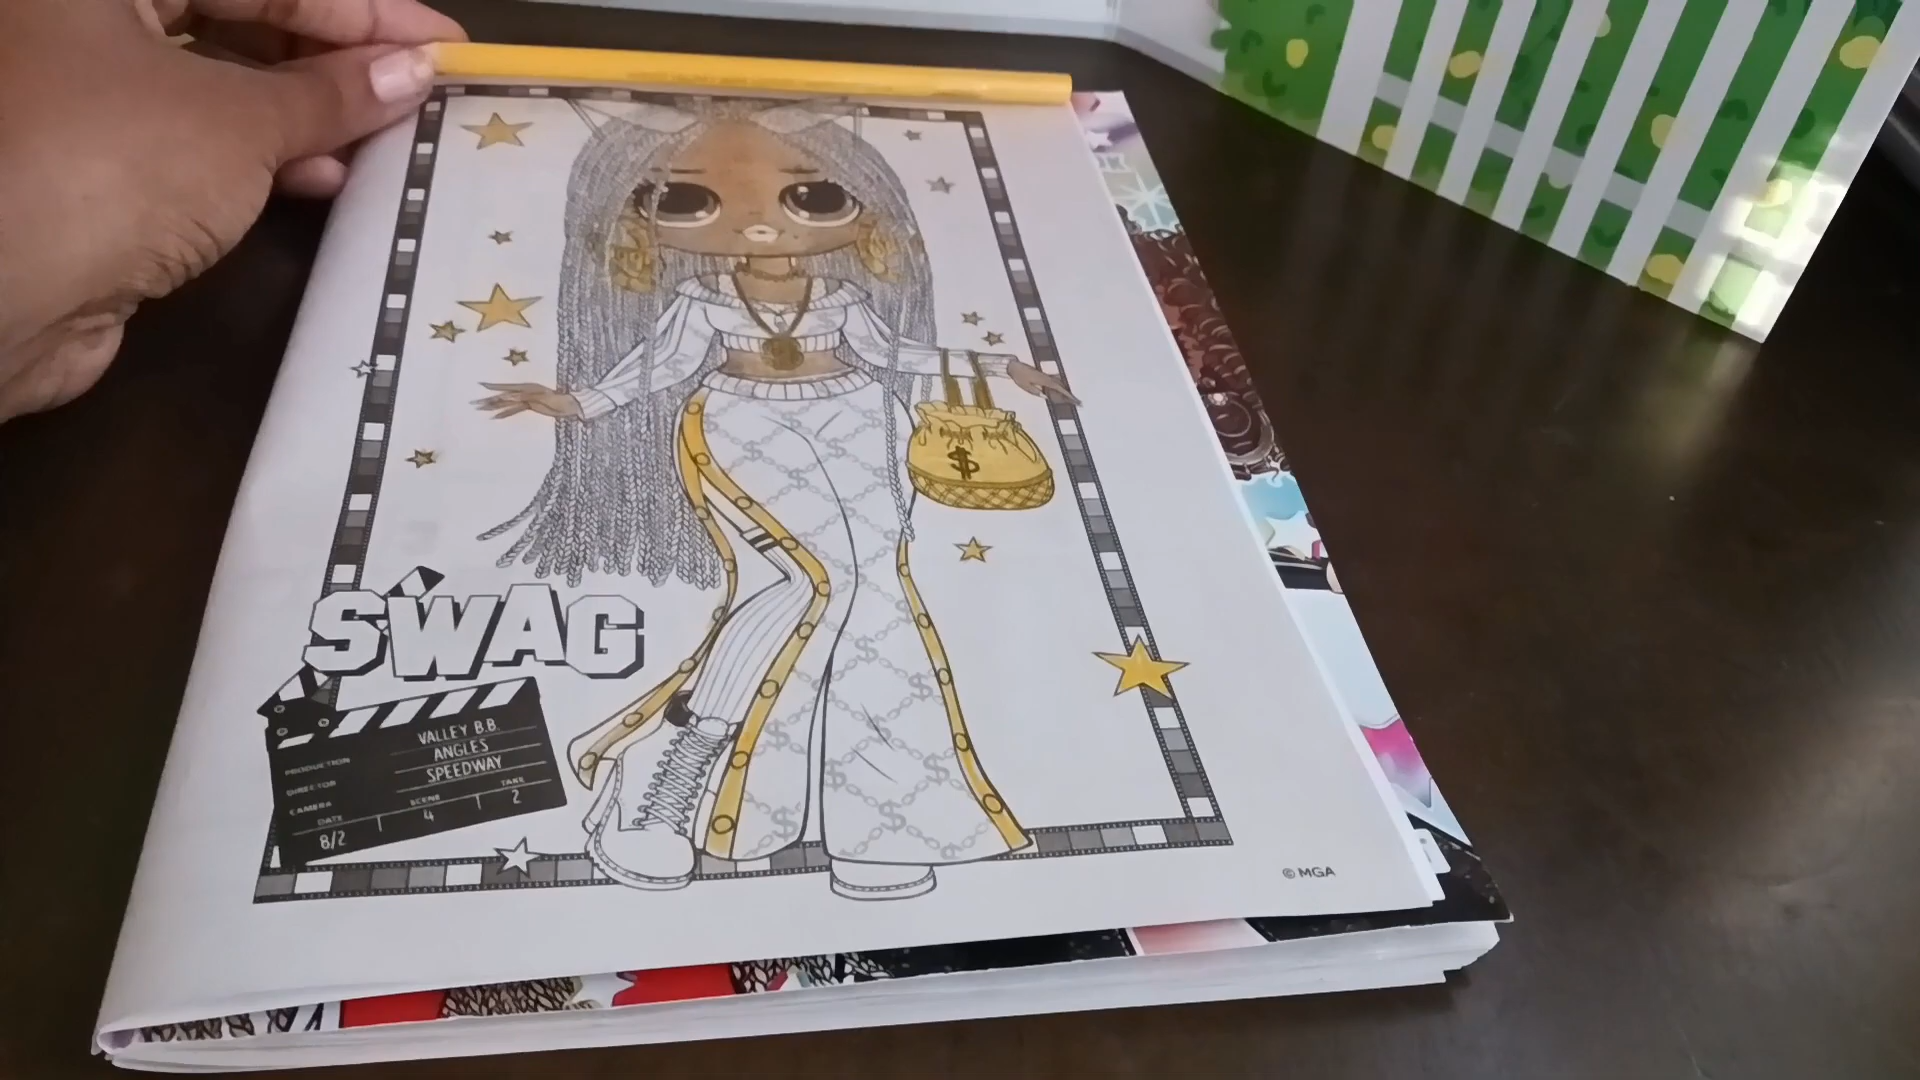 $
SWAG
VALLEY B.B.
PRODUCTION
ANGLES
DIRECTOR
SPEEDWAY
CAMERA
DATE
SCENE
TAKE
8/2
4
2
© MGA